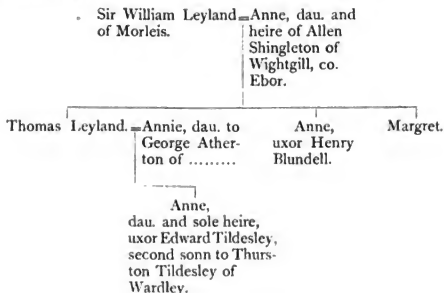 Sir William Leyland = Anne, dau. and
of Morleis. heire of Allen
Shingleton of
Wightgill, co.
Ebor.
Thomas Leyland. = Annie, dau. to Anne, Margret.
George Ather- uxor Henry
ton of ......... Blundell.
Anne,
dau. and sole heire,
uxor Edward Tildesley,
second sonn to Thurs-
ton Tildesley of
Wardley.